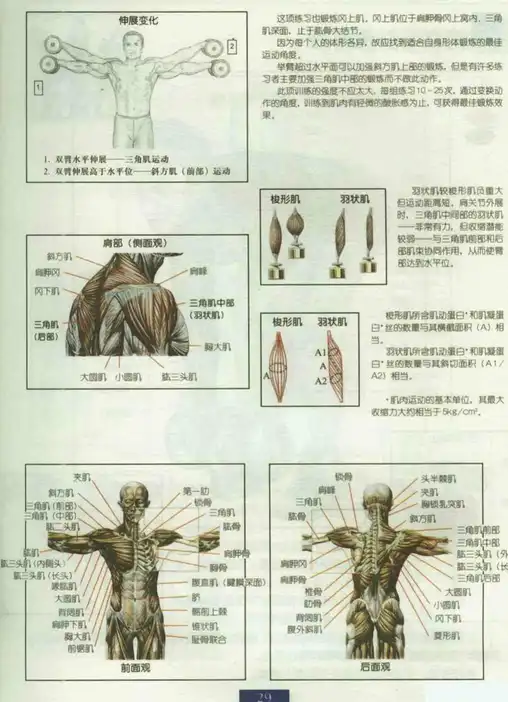 伸展变化
2
1
1. 双臂水平伸展——三角肌运动
2. 双臂伸展高于水平位——斜方肌（前部）运动
这项练习也锻炼冈上肌。冈上肌位于肩胛骨冈上窝内，三角
肌深面，止于肱骨大结节。
因为每个人的体形各异，故应找到适合自身形体锻炼的最佳
运动角度。
举臂超过水平面可以加强斜方肌上部的锻炼，但是有许多练
习者主要加强三角肌中部的锻炼而不做此动作。
此项训练的强度不应太大，每组练习10－25次，通过变换动
作的角度，训练到肌肉有轻微的酸胀感为止，可获得最佳锻炼效
果。
梭形肌 羽状肌
羽状肌较梭形肌负重大
但运动距离短。肩关节外展
时，三角肌中间部的羽状肌
——非常有力，但收缩潜能
较弱——与三角肌前部和后
部肌束协同作用，从而使臂
部达到水平位。
肩部（侧面观）
斜方肌
肩胛冈
冈下肌
三角肌
（后部）
肩峰
三角肌中部
（羽状肌）
胸大肌
大圆肌 小圆肌 肱三头肌
梭形肌 羽状肌
A
A1
A
A2
梭形肌所含肌动蛋白*和肌凝蛋
白*丝的数量与其横截面积（A）相
当。
羽状肌所含肌动蛋白*和肌凝蛋
白*丝的数量与其斜切面积（A1/
A2）相当。
*肌肉运动的基本单位，其最大
收缩力大约相当于5kg/cm²。
夹肌
斜方肌
三角肌（前部）
三角肌（中部）
肱二头肌
肱肌
肱三头肌（内侧头）
肱三头肌（长头）
喙肱肌
大圆肌
背阔肌
肩胛下肌
胸大肌
前锯肌
第一肋
锁骨
三角肌
肱骨
肩胛骨
胸骨
腹直肌（腱膜深面）
脐
髂前上棘
锥状肌
耻骨联合
前面观
锁骨
肩峰
三角肌
肱骨
肩胛冈
肩胛骨
椎骨
肋骨
背阔肌
腹外斜肌
头半棘肌
夹肌
胸锁乳突肌
斜方肌
三角肌前部
三角肌中部
肱三头肌（外
肱三头肌（长
三角肌后部
大圆肌
小圆肌
冈下肌
菱形肌
后面观
29